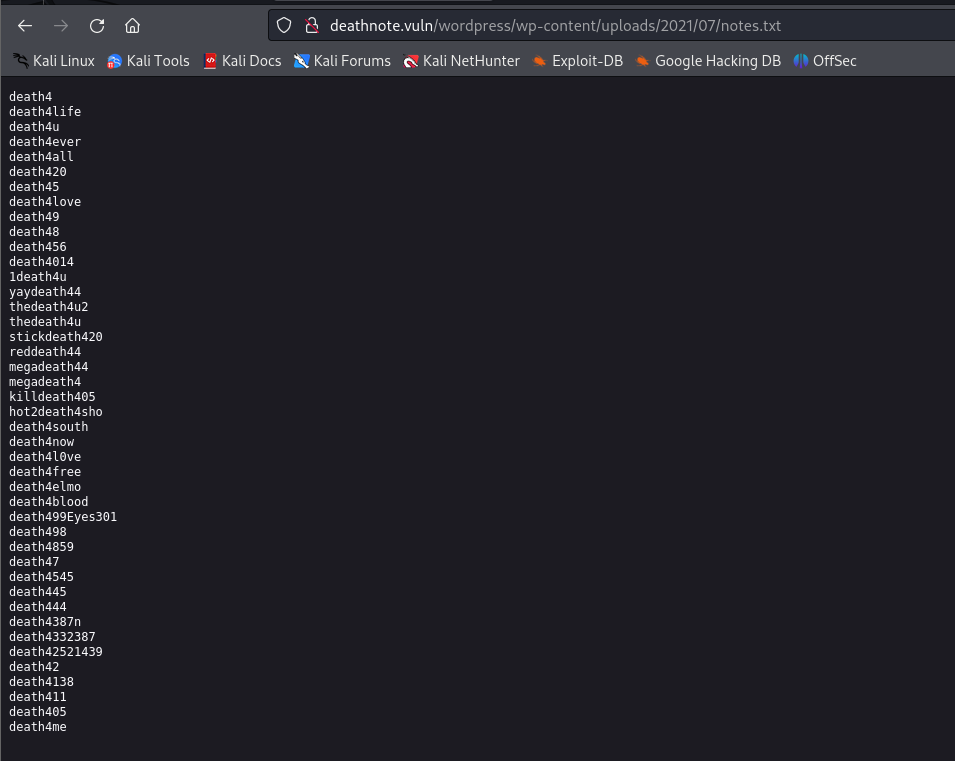 deathnote.vuln/wordpress/wp-content/uploads/2021/07/notes.txt
Kali Linux Kali Tools Kali Docs Kali Forums Kali NetHunter Exploit-DB Google Hacking DB OffSec
death4
death4life
death4u
death4ever
death4all
death420
death45
death4love
death49
death48
death456
death4014
1death4u
yaydeath44
thedeath4u2
thedeath4u
stickdeath420
reddeath44
megadeath44
megadeath4
killdeath405
hot2death4sho
death4south
death4now
death4l0ve
death4free
death4elmo
death4blood
death499Eyes301
death498
death4859
death47
death4545
death445
death444
death4387n
death4332387
death42521439
death42
death4138
death411
death405
death4me